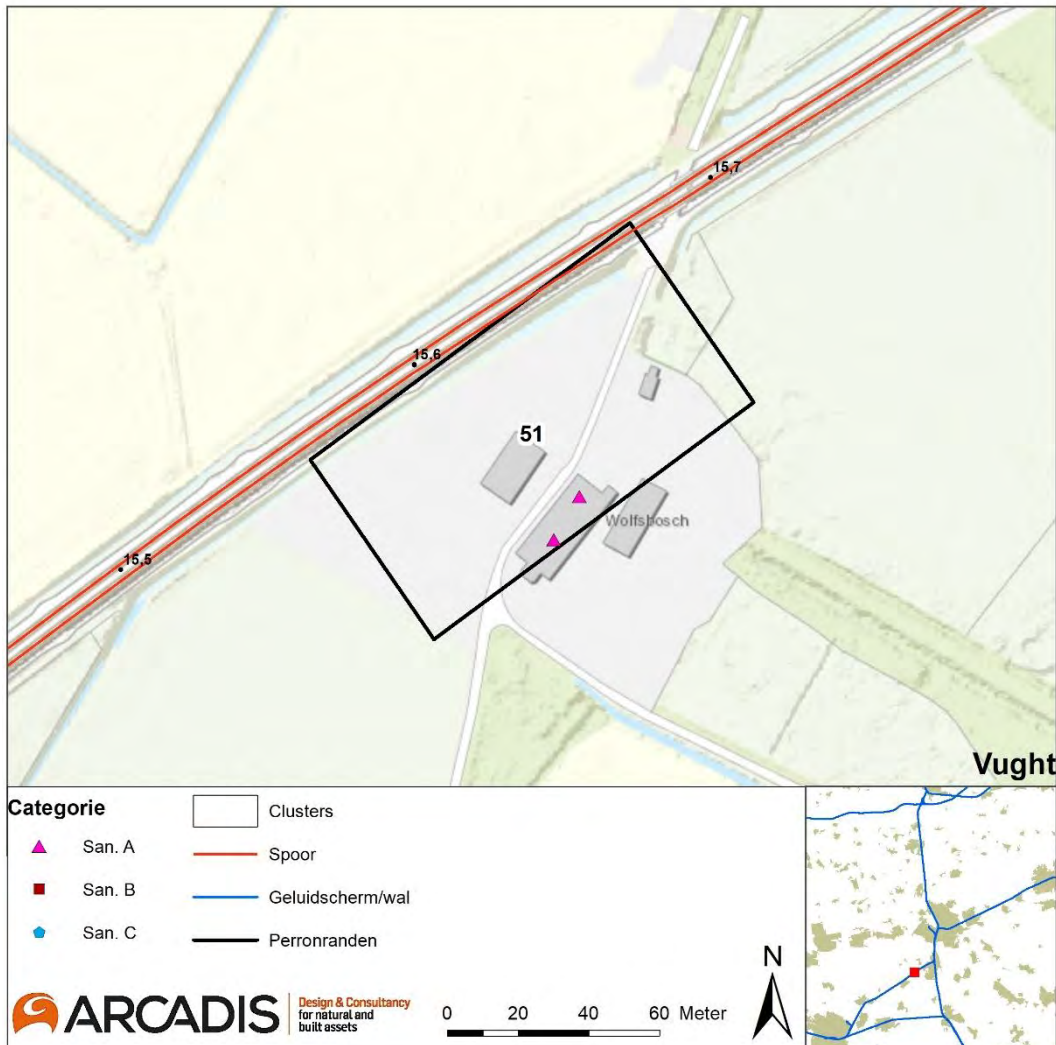 15,7
15,6
51
Wolfsbosch
15,5
Vught
Categorie
San. A
San. B
San. C
Clusters
Spoor
Geluidscherm/wal
Perronranden
ARCADIS
Design & Consultancy
for natural and
built assets
0 20 40 60 Meter
N